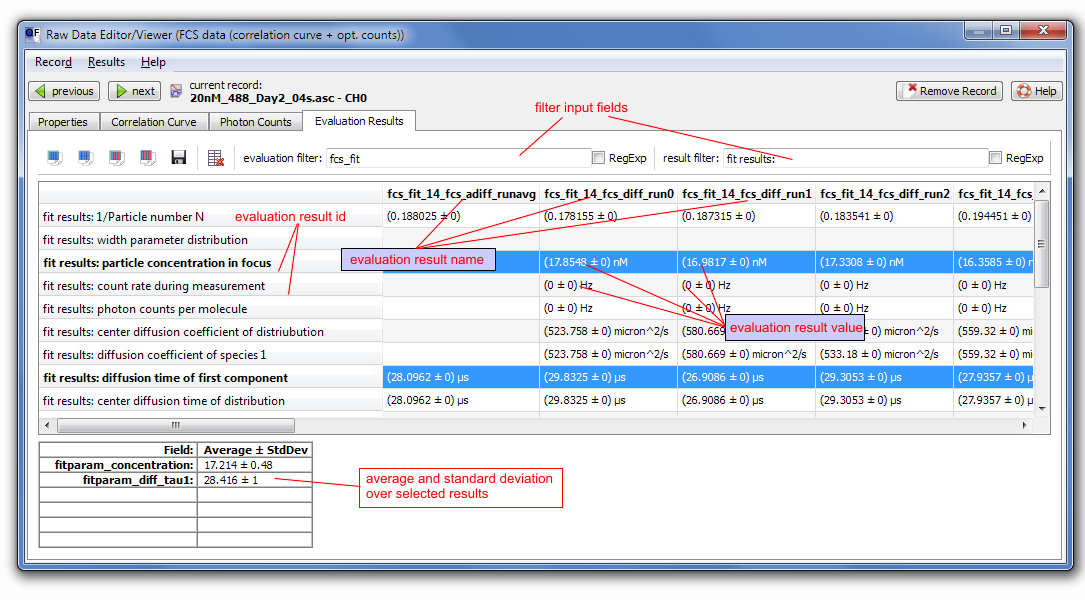 QF Raw Data Editor/Viewer (FCS data (correlation curve + opt. counts))
Record Results Help
previous next current record:
20nM_488_Day2_04s.asc - CH0
Remove Record Help
filter input fields
Properties Correlation Curve Photon Counts Evaluation Results
evaluation filter: fcs_fit RegExp result filter: fit results: RegExp
fcs_fit_14_fcs_adiff_runavg fcs_fit_14_fcs_diff_run0 fcs_fit_14_fcs_diff_run1 fcs_fit_14_fcs_diff_run2 fcs_fit_14_fcs_
fit results: 1/Particle number N evaluation result id (0.188025 ± 0) (0.178155 ± 0) (0.187315 ± 0) (0.183541 ± 0) (0.194451 ± 0)
fit results: width parameter distribution
evaluation result name
fit results: particle concentration in focus (17.8548 ± 0) nM (16.9817 ± 0) nM (17.3308 ± 0) nM (16.3585 ± 0) n
fit results: count rate during measurement (0 ± 0) Hz (0 ± 0) Hz (0 ± 0) Hz (0 ± 0) Hz
fit results: photon counts per molecule (0 ± 0) Hz (0 ± 0) Hz (0 ± 0) Hz (0 ± 0) Hz
evaluation result value
fit results: center diffusion coefficient of distriubution (523.758 ± 0) micron^2/s (580.669 ± 0) micron^2/s (559.32 ± 0) mi
fit results: diffusion coefficient of species 1 (523.758 ± 0) micron^2/s (580.669 ± 0) micron^2/s (533.18 ± 0) micron^2/s (559.32 ± 0) mi
fit results: diffusion time of first component (28.0962 ± 0) µs (29.8325 ± 0) µs (26.9086 ± 0) µs (29.3053 ± 0) µs (27.9357 ± 0) µ
fit results: center diffusion time of distribution (28.0962 ± 0) µs (29.8325 ± 0) µs (26.9086 ± 0) µs (29.3053 ± 0) µs (27.9357 ± 0) µ
Field: Average ± StdDev
fitparam_concentration: 17.214 ± 0.48
fitparam_diff_tau1: 28.416 ± 1
average and standard deviation
over selected results